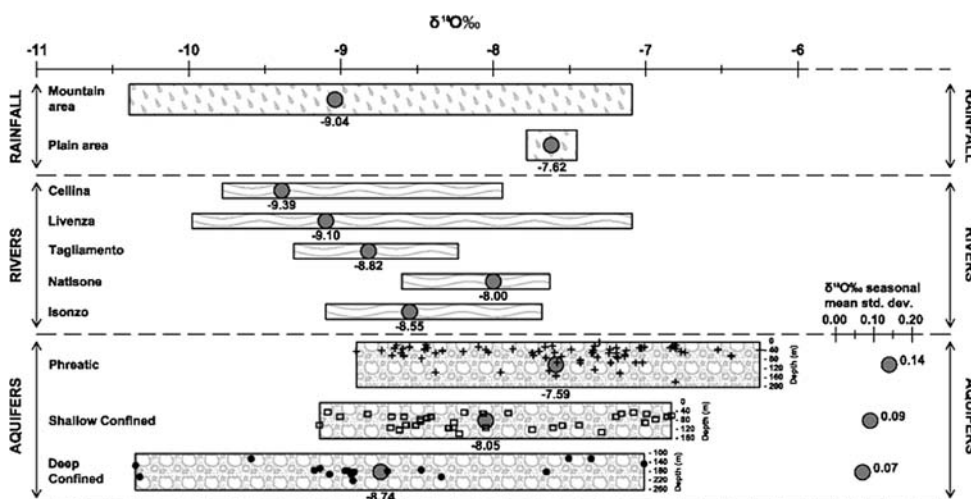 δ¹⁸O‰
-11 -10 -9 -8 -7 -6
RAINFALL
Mountain area
-9.04
Plain area
-7.62
RAINFALL
RIVERS
Cellina
-9.39
Livenza
-9.10
Tagliamento
-8.82
Natisone
-8.00
Isonzo
-8.55
RIVERS
δ¹⁸O‰ seasonal
mean std. dev.
0.00 0.10 0.20
AQUIFERS
Phreatic
-7.59
0
- 40
- 80
- 120
- 160
- 200
Depth (m)
0.14
Shallow Confined
-8.05
0
- 40
- 80
- 120
- 160
Depth (m)
0.09
Deep
Confined
-8.74
- 100
- 140
- 180
- 220
- 260
Depth (m)
0.07
AQUIFERS